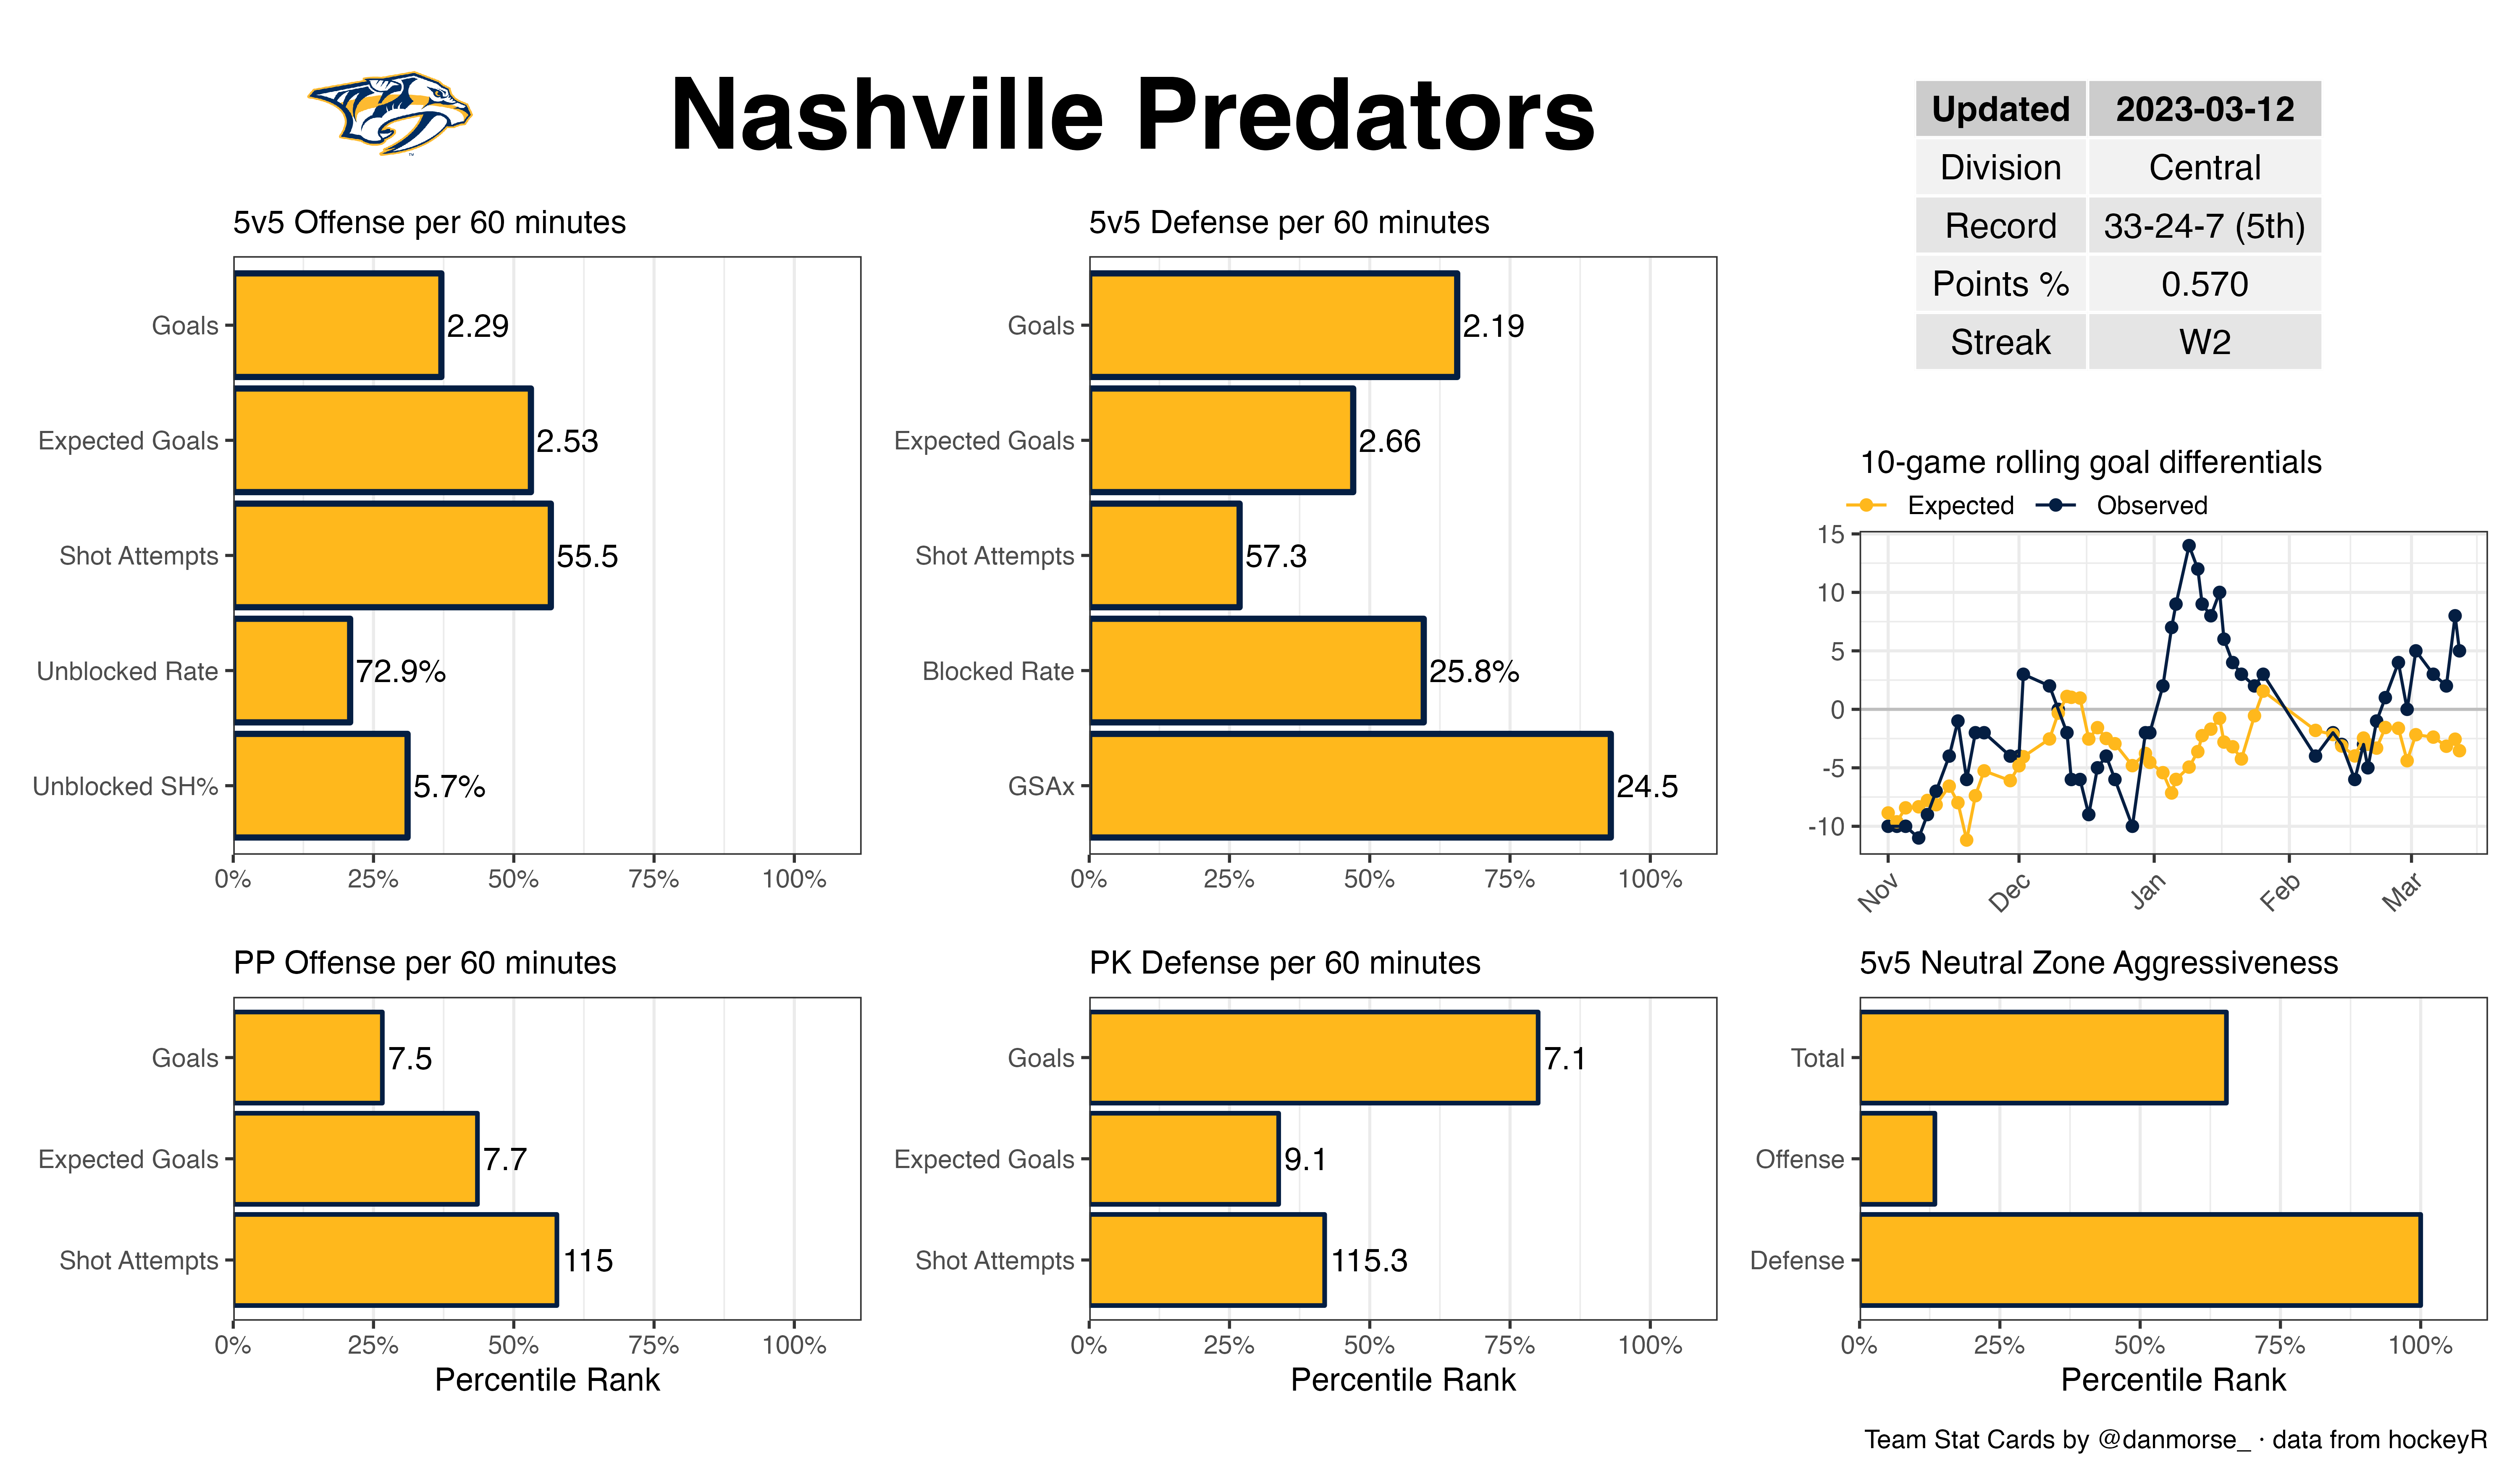 Nashville Predators
Updated 2023-03-12
Division Central
Record 33-24-7 (5th)
Points % 0.570
Streak W2
5v5 Offense per 60 minutes
Goals 2.29
Expected Goals 2.53
Shot Attempts 55.5
Unblocked Rate 72.9%
Unblocked SH% 5.7%
0% 25% 50% 75% 100%
5v5 Defense per 60 minutes
Goals 2.19
Expected Goals 2.66
Shot Attempts 57.3
Blocked Rate 25.8%
GSAx 24.5
0% 25% 50% 75% 100%
10-game rolling goal differentials
Expected Observed
15
10
5
0
-5
-10
Nov Dec Jan Feb Mar
PP Offense per 60 minutes
Goals 7.5
Expected Goals 7.7
Shot Attempts 115
0% 25% 50% 75% 100%
Percentile Rank
PK Defense per 60 minutes
Goals 7.1
Expected Goals 9.1
Shot Attempts 115.3
0% 25% 50% 75% 100%
Percentile Rank
5v5 Neutral Zone Aggressiveness
Total
Offense
Defense
0% 25% 50% 75% 100%
Percentile Rank
Team Stat Cards by @danmorse_ · data from hockeyR